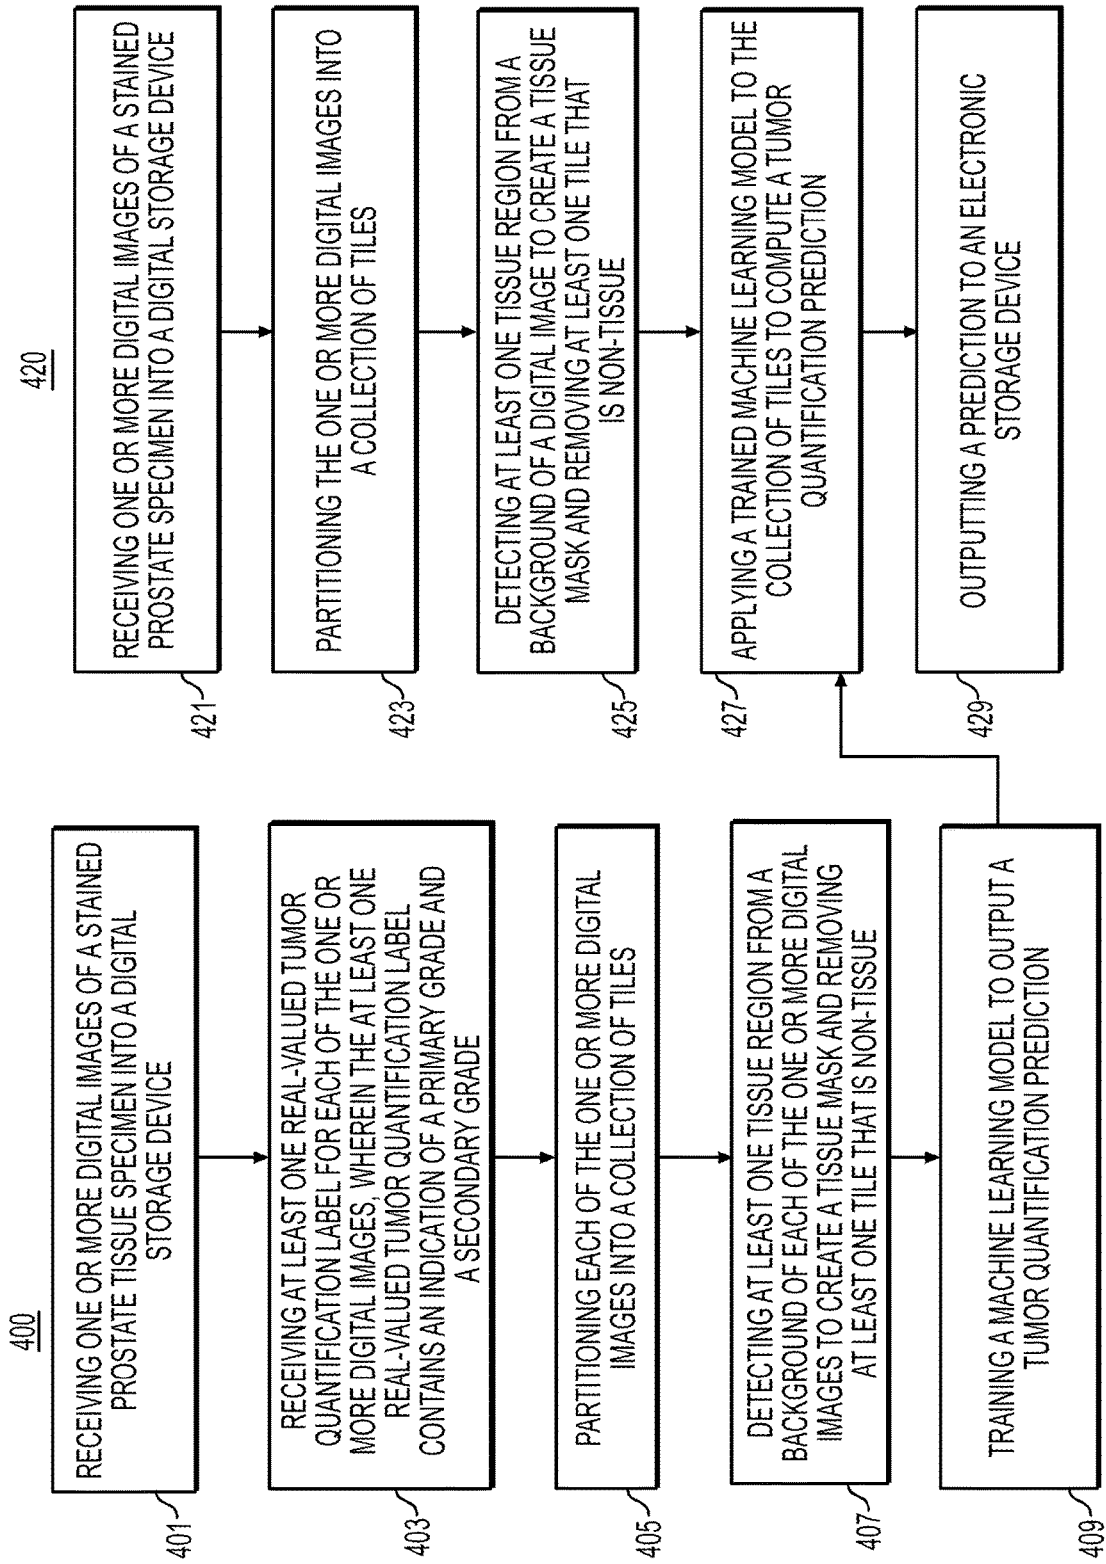 400
401
RECEIVING ONE OR MORE DIGITAL IMAGES OF A STAINED
PROSTATE TISSUE SPECIMEN INTO A DIGITAL
STORAGE DEVICE
403
RECEIVING AT LEAST ONE REAL-VALUED TUMOR
QUANTIFICATION LABEL FOR EACH OF THE ONE OR
MORE DIGITAL IMAGES, WHEREIN THE AT LEAST ONE
REAL-VALUED TUMOR QUANTIFICATION LABEL
CONTAINS AN INDICATION OF A PRIMARY GRADE AND
A SECONDARY GRADE
405
PARTITIONING EACH OF THE ONE OR MORE DIGITAL
IMAGES INTO A COLLECTION OF TILES
407
DETECTING AT LEAST ONE TISSUE REGION FROM A
BACKGROUND OF EACH OF THE ONE OR MORE DIGITAL
IMAGES TO CREATE A TISSUE MASK AND REMOVING
AT LEAST ONE TILE THAT IS NON-TISSUE
409
TRAINING A MACHINE LEARNING MODEL TO OUTPUT A
TUMOR QUANTIFICATION PREDICTION
420
421
RECEIVING ONE OR MORE DIGITAL IMAGES OF A STAINED
PROSTATE SPECIMEN INTO A DIGITAL STORAGE DEVICE
423
PARTITIONING THE ONE OR MORE DIGITAL IMAGES INTO
A COLLECTION OF TILES
425
DETECTING AT LEAST ONE TISSUE REGION FROM A
BACKGROUND OF A DIGITAL IMAGE TO CREATE A TISSUE
MASK AND REMOVING AT LEAST ONE TILE THAT
IS NON-TISSUE
427
APPLYING A TRAINED MACHINE LEARNING MODEL TO THE
COLLECTION OF TILES TO COMPUTE A TUMOR
QUANTIFICATION PREDICTION
429
OUTPUTTING A PREDICTION TO AN ELECTRONIC
STORAGE DEVICE